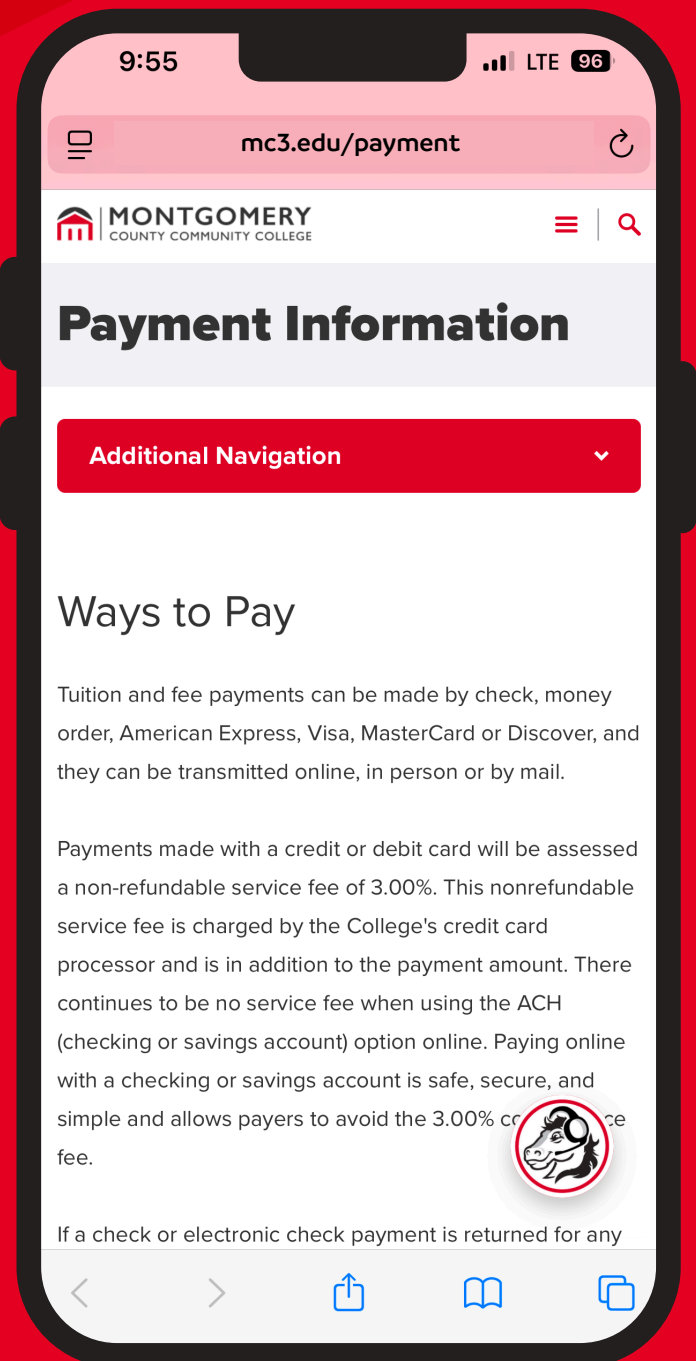 9:55
LTE 96
mc3.edu/payment
MONTGOMERY
COUNTY COMMUNITY COLLEGE
Payment Information
Additional Navigation
Ways to Pay
Tuition and fee payments can be made by check, money
order, American Express, Visa, MasterCard or Discover, and
they can be transmitted online, in person or by mail.
Payments made with a credit or debit card will be assessed
a non-refundable service fee of 3.00%. This nonrefundable
service fee is charged by the College's credit card
processor and is in addition to the payment amount. There
continues to be no service fee when using the ACH
(checking or savings account) option online. Paying online
with a checking or savings account is safe, secure, and
simple and allows payers to avoid the 3.00%
fee.
If a check or electronic check payment is returned for any